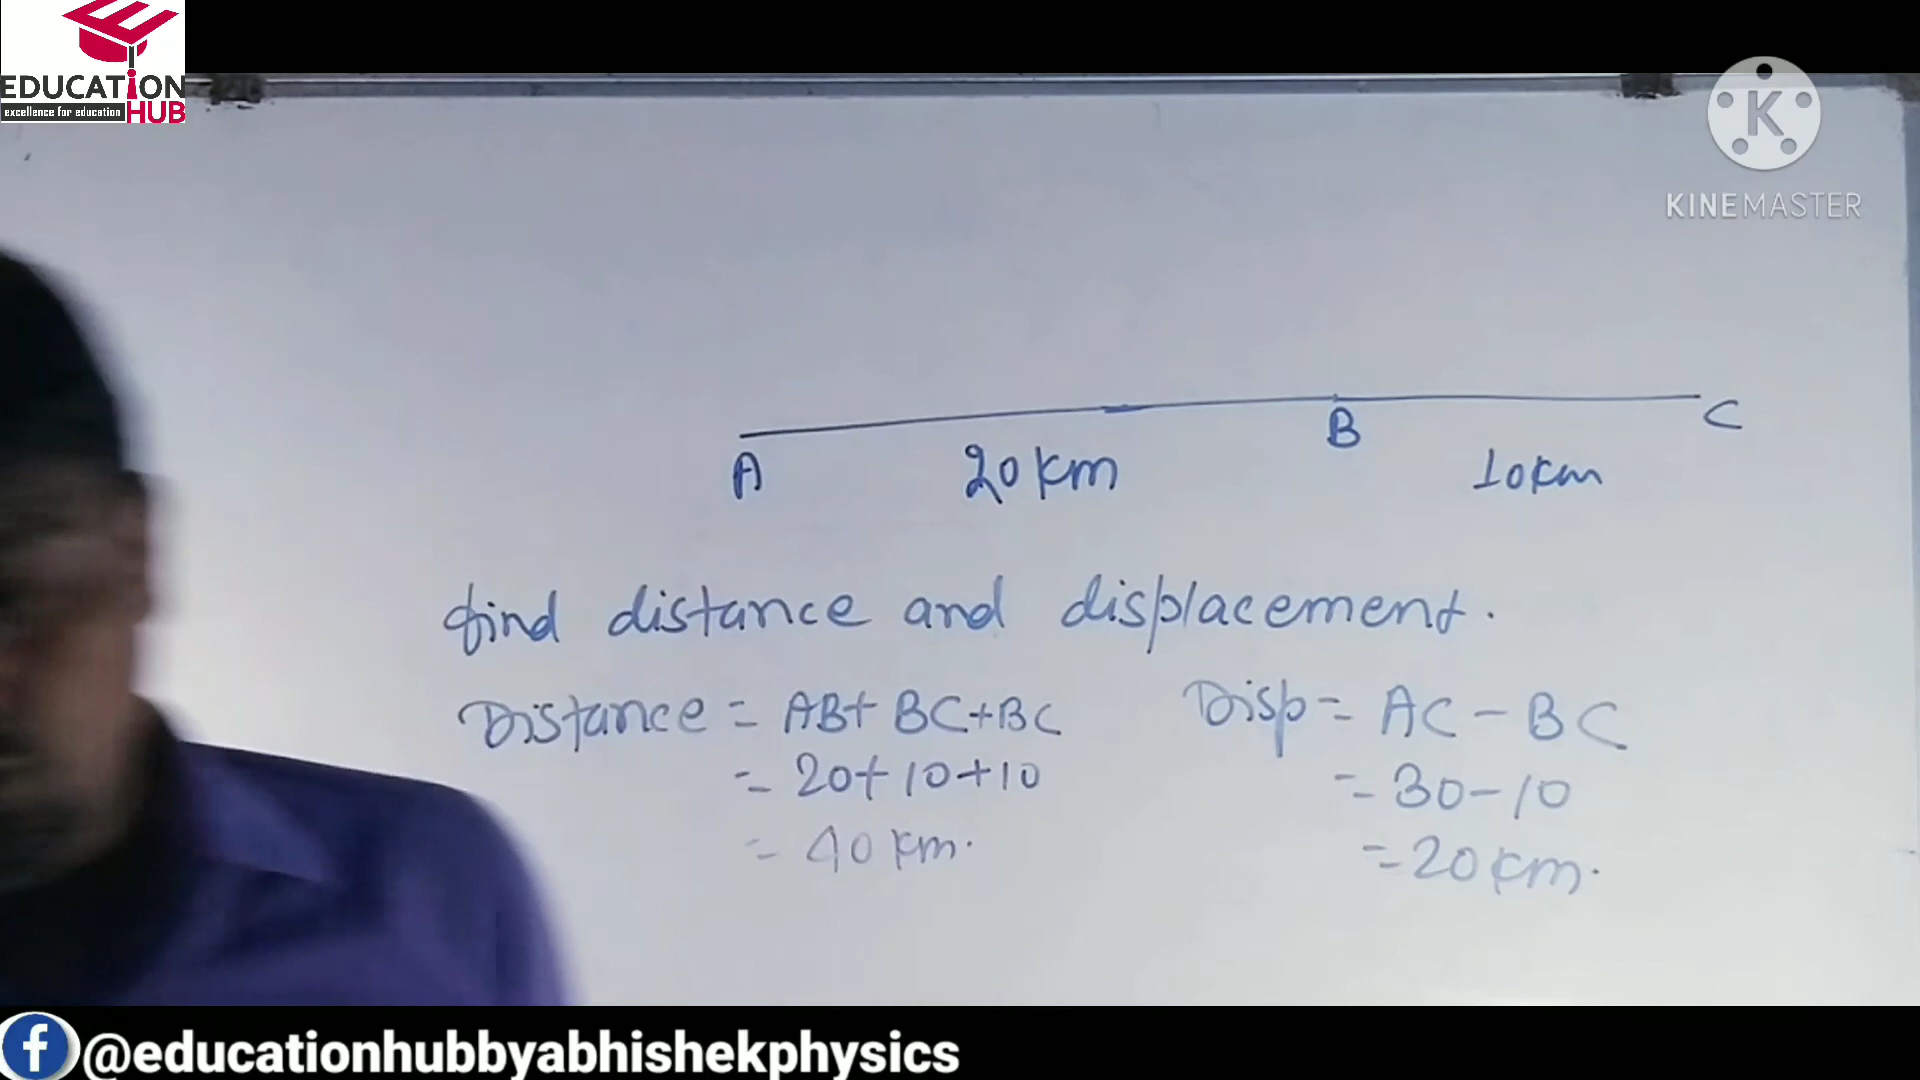 EDUCATION
excellence for education HUB
K
KINEMASTER
A 20 km B 10 km C
find distance and displacement.
Distance = AB + BC + BC
= 20 + 10 + 10
= 40 km.
Disp = AC - BC
= 30 - 10
= 20 km.
f @educationhubbyabhishekphysics